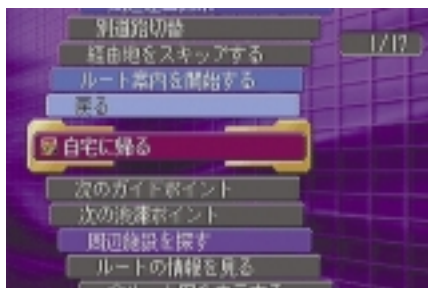 別道路切替
1/17
経由地をスキップする
ルート案内を開始する
戻る
自宅に帰る
次のガイドポイント
次の渋滞ポイント
周辺施設を探す
ルートの情報を見る